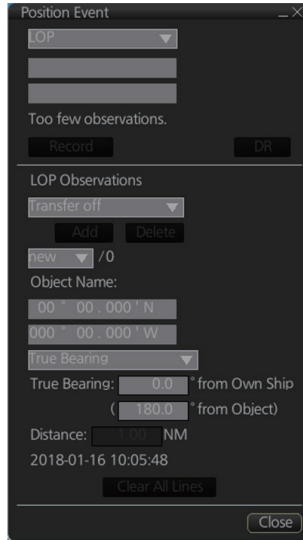 Position Event
LOP
Too few observations.
Record DR
LOP Observations
Transfer off
Add Delete
new /0
Object Name:
00 ° 00.000 ' N
000 ° 00.000 ' W
True Bearing
True Bearing: 0.0 ° from Own Ship
( 180.0 ° from Object)
Distance: 1.00 NM
2018-01-16 10:05:48
Clear All Lines
Close